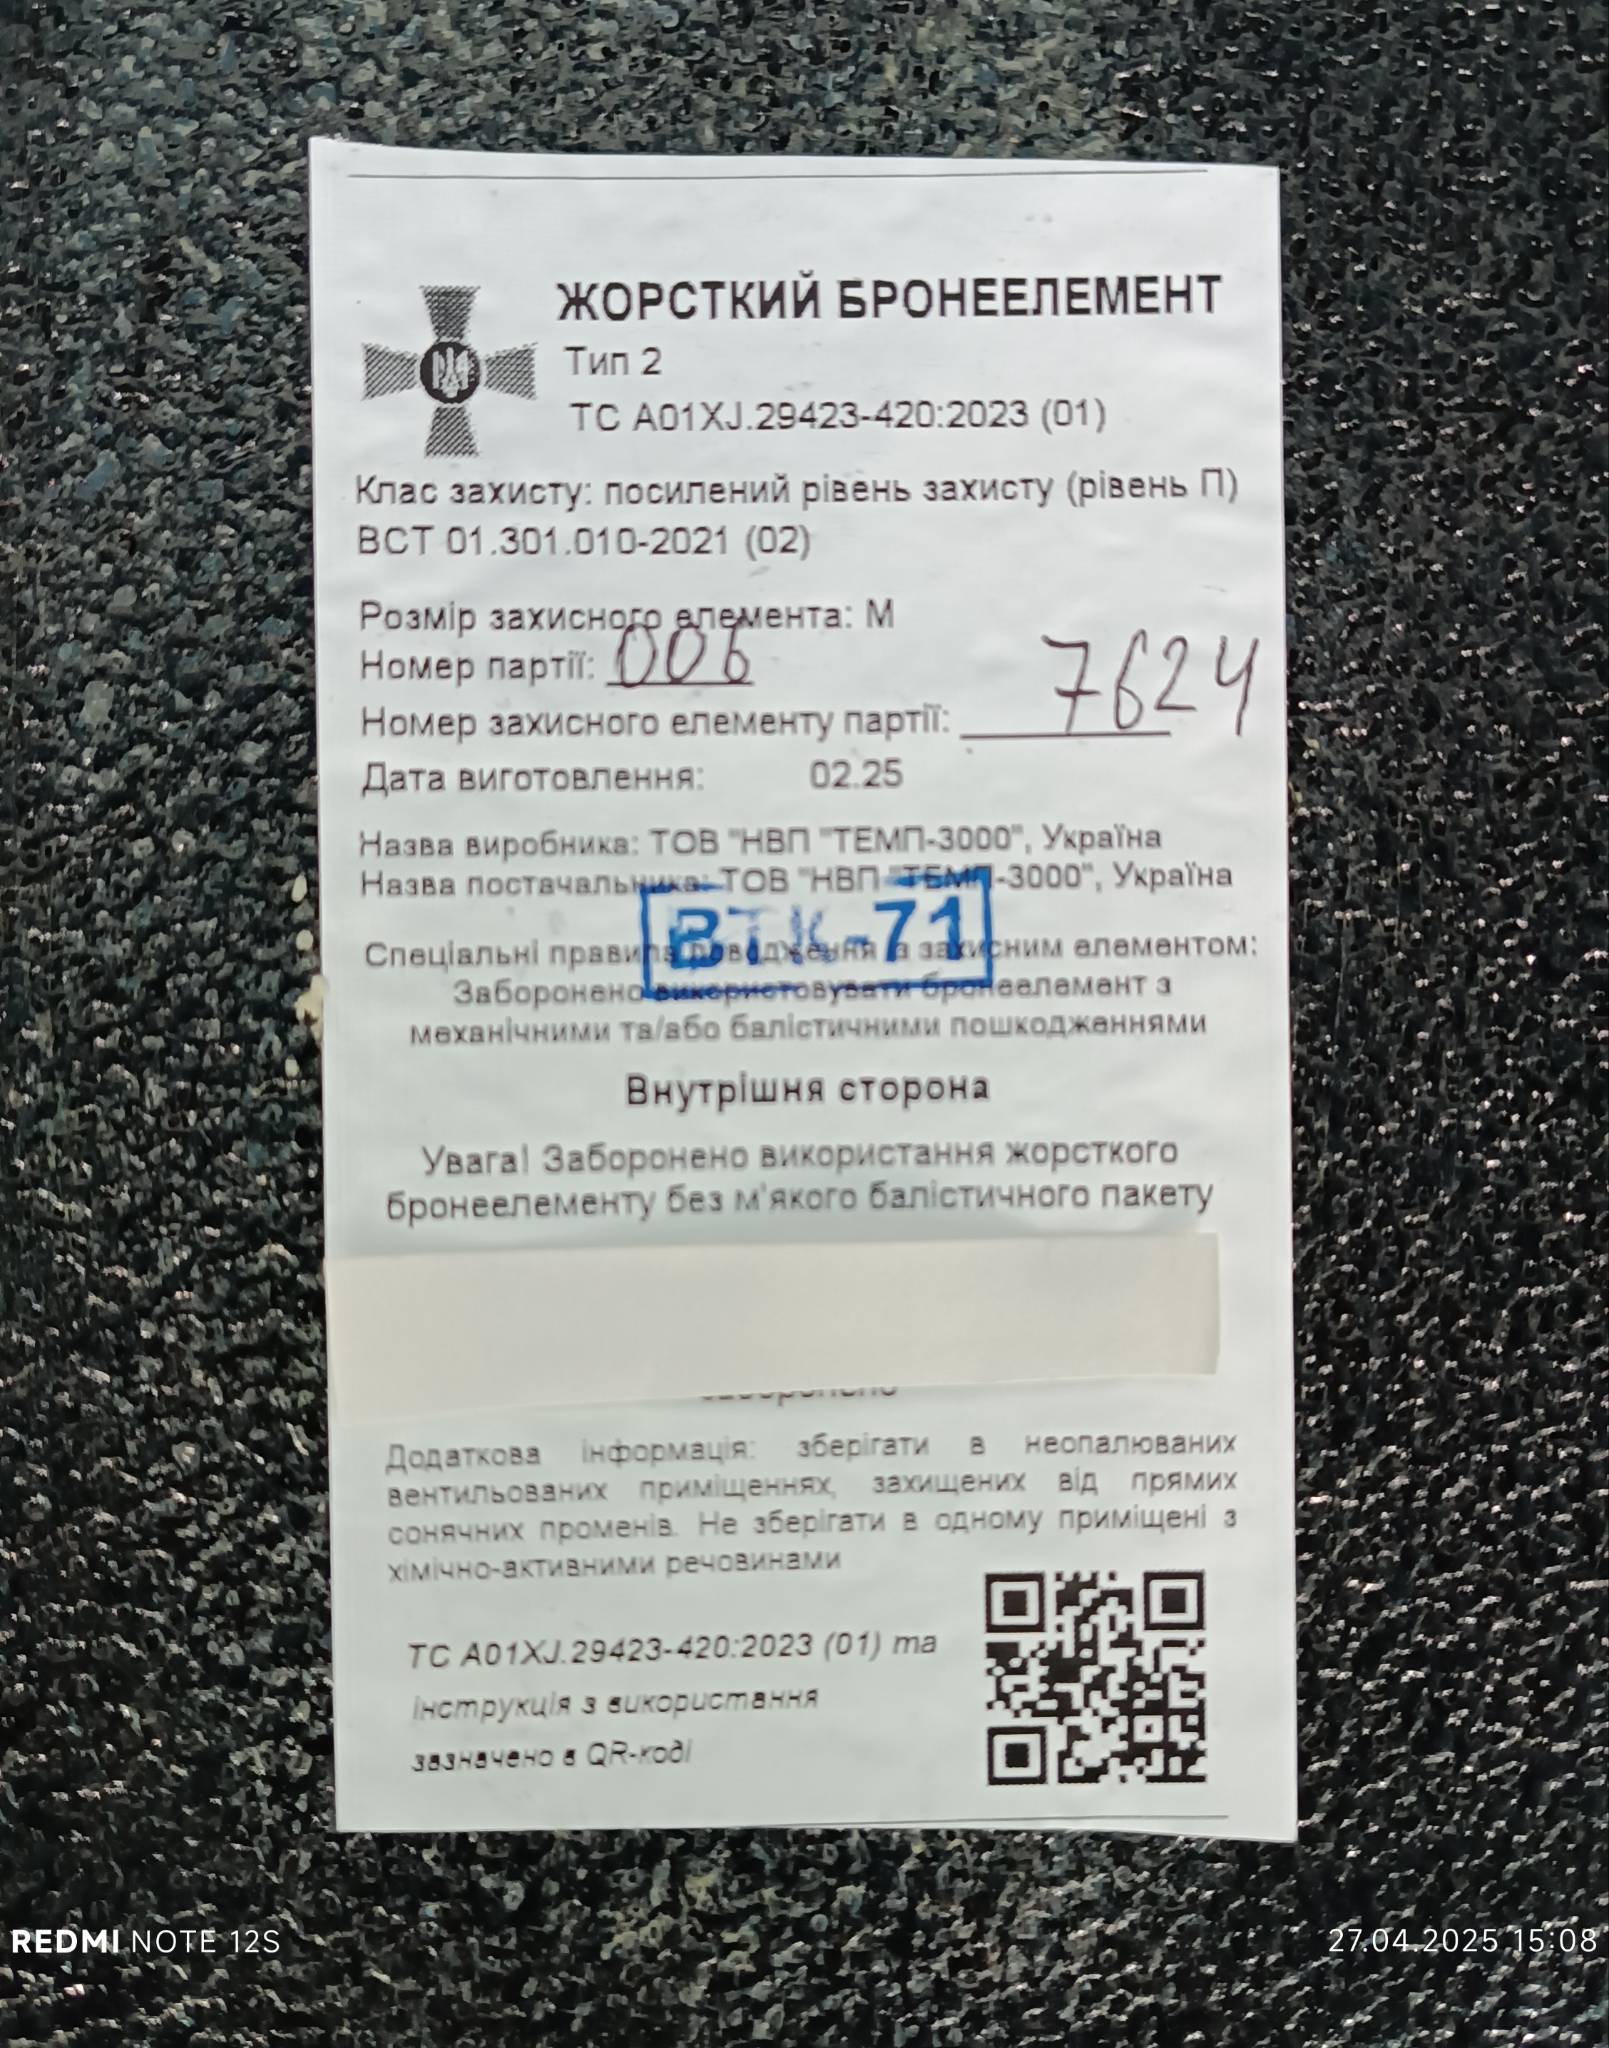 ЖОРСТКИЙ БРОНЕЕЛЕМЕНТ
Тип 2
ТС А01XJ.29423-420:2023 (01)
Клас захисту: посилений рівень захисту (рівень П)
ВСТ 01.301.010-2021 (02)
Розмір захисного елемента: М
Номер партії: 006
Номер захисного елементу партії: 7624
Дата виготовлення: 02.25
Назва виробника: ТОВ "НВП "ТЕМП-3000", Україна
Назва постачальника: ТОВ "НВП "ТЕМП-3000", Україна
ВТК-71
Спеціальні правила поводження з захисним елементом:
Заборонено використовувати бронеелемент з
механічними та/або балістичними пошкодженнями
Внутрішня сторона
Увага! Заборонено використання жорсткого
бронеелементу без м'якого балістичного пакету
Додаткова інформація: зберігати в неопалюваних
вентильованих приміщеннях, захищених від прямих
сонячних променів. Не зберігати в одному приміщені з
хімічно-активними речовинами
ТС А01XJ.29423-420:2023 (01) та
інструкція з використання
зазначено в QR-коді
REDMI NOTE 12S
27.04.2025 15:08